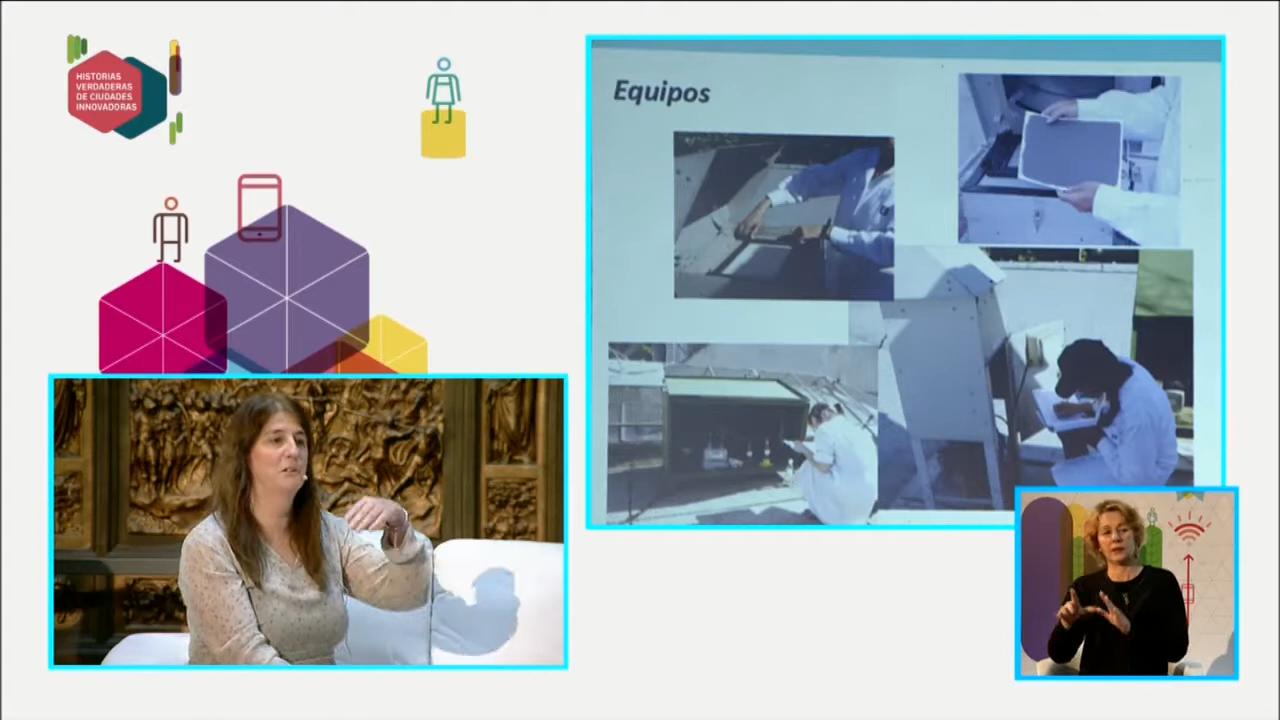 HISTORIAS
VERDADERAS
DE CIUDADES
INNOVADORAS
Equipos